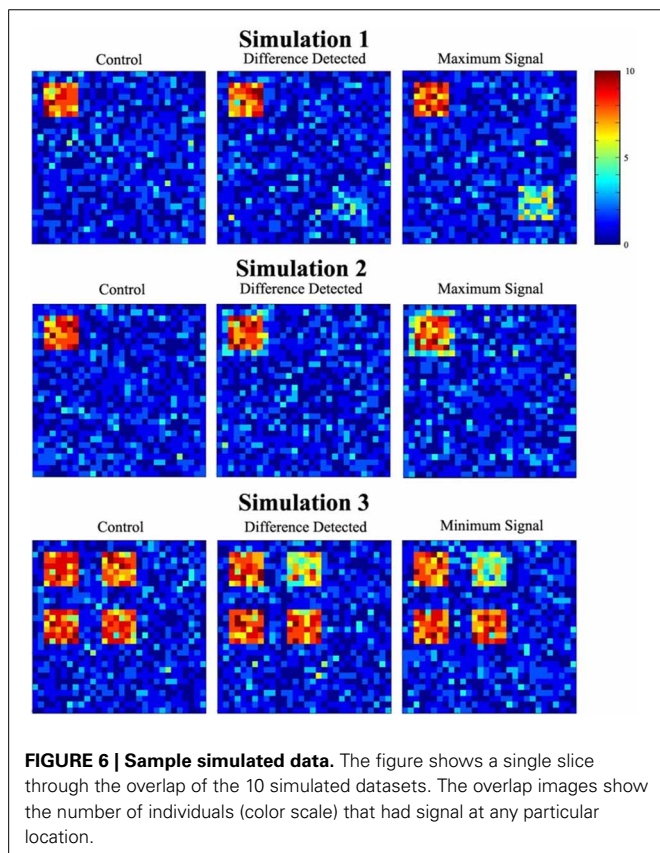 Simulation 1
Control
Difference Detected
Maximum Signal
10
5
0
Simulation 2
Control
Difference Detected
Maximum Signal
Simulation 3
Control
Difference Detected
Minimum Signal
FIGURE 6 | Sample simulated data. The figure shows a single slice
through the overlap of the 10 simulated datasets. The overlap images show
the number of individuals (color scale) that had signal at any particular
location.